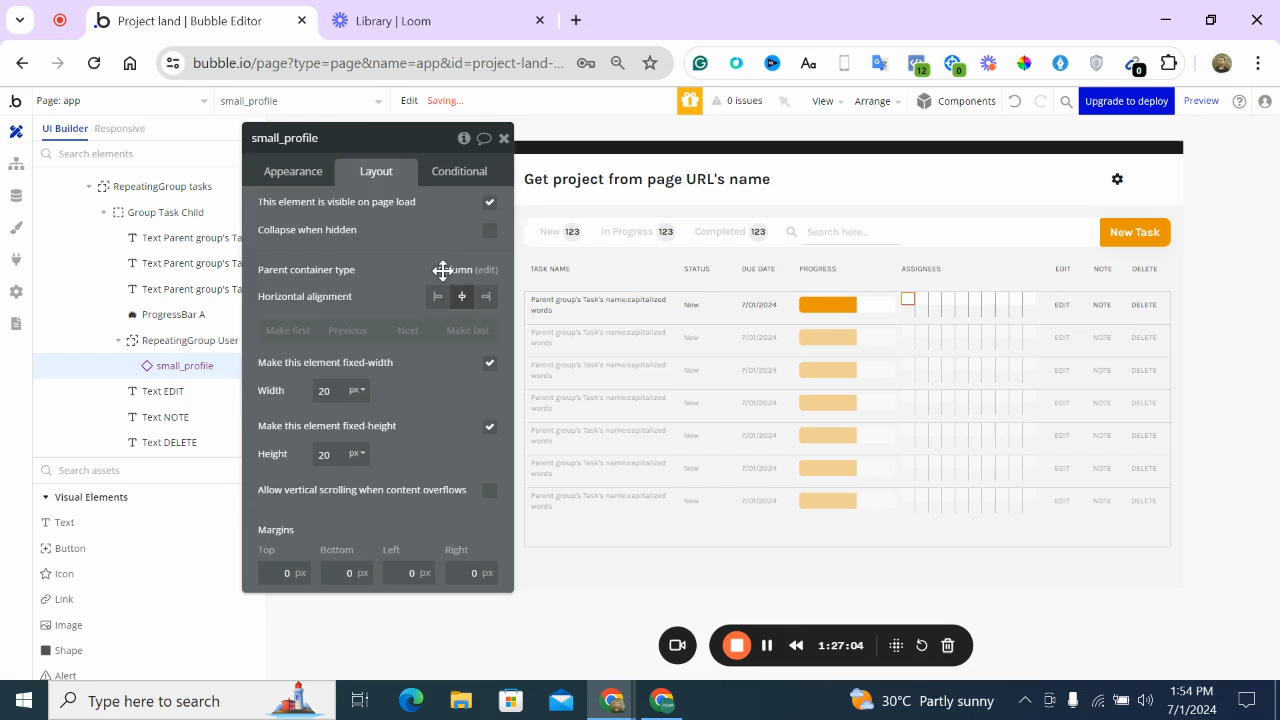 Project land | Bubble Editor
Library | Loom
bubble.io/page?type=page&name=app&id=project-land-...
12
0
0
Page: app
small_profile
Edit
Saving...
0 issues
View
Arrange
Components
Upgrade to deploy
Preview
UI Builder
Responsive
Search elements
RepeatingGroup tasks
Group Task Child
Text Parent group's Ta
Text Parent group's Ta
Text Parent group's Ta
ProgressBar A
RepeatingGroup User
small_profile
Text EDIT
Text NOTE
Text DELETE
Search assets
Visual Elements
Text
Button
Icon
Link
Image
Shape
Alert
small_profile
Appearance
Layout
Conditional
This element is visible on page load
Collapse when hidden
Parent container type
(edit)
Horizontal alignment
Make first
Previous
Next
Make last
Make this element fixed-width
Width
20
px
Make this element fixed-height
Height
20
px
Allow vertical scrolling when content overflows
Margins
Top
Bottom
Left
Right
0 px
0 px
0 px
0 px
Get project from page URL's name
New 123
In Progress 123
Completed 123
Search here...
New Task
TASK NAME
STATUS
DUE DATE
PROGRESS
ASSIGNEES
EDIT
NOTE
DELETE
Parent group's Task's name:capitalized
words
New
7/01/2024
EDIT
NOTE
DELETE
Parent group's Task's name:capitalized
words
New
7/01/2024
EDIT
NOTE
DELETE
Parent group's Task's name:capitalized
words
New
7/01/2024
EDIT
NOTE
DELETE
Parent group's Task's name:capitalized
words
New
7/01/2024
EDIT
NOTE
DELETE
Parent group's Task's name:capitalized
words
New
7/01/2024
EDIT
NOTE
DELETE
Parent group's Task's name:capitalized
words
New
7/01/2024
EDIT
NOTE
DELETE
Parent group's Task's name:capitalized
words
New
7/01/2024
EDIT
NOTE
DELETE
1:27:04
Type here to search
30°C Partly sunny
1:54 PM
7/1/2024